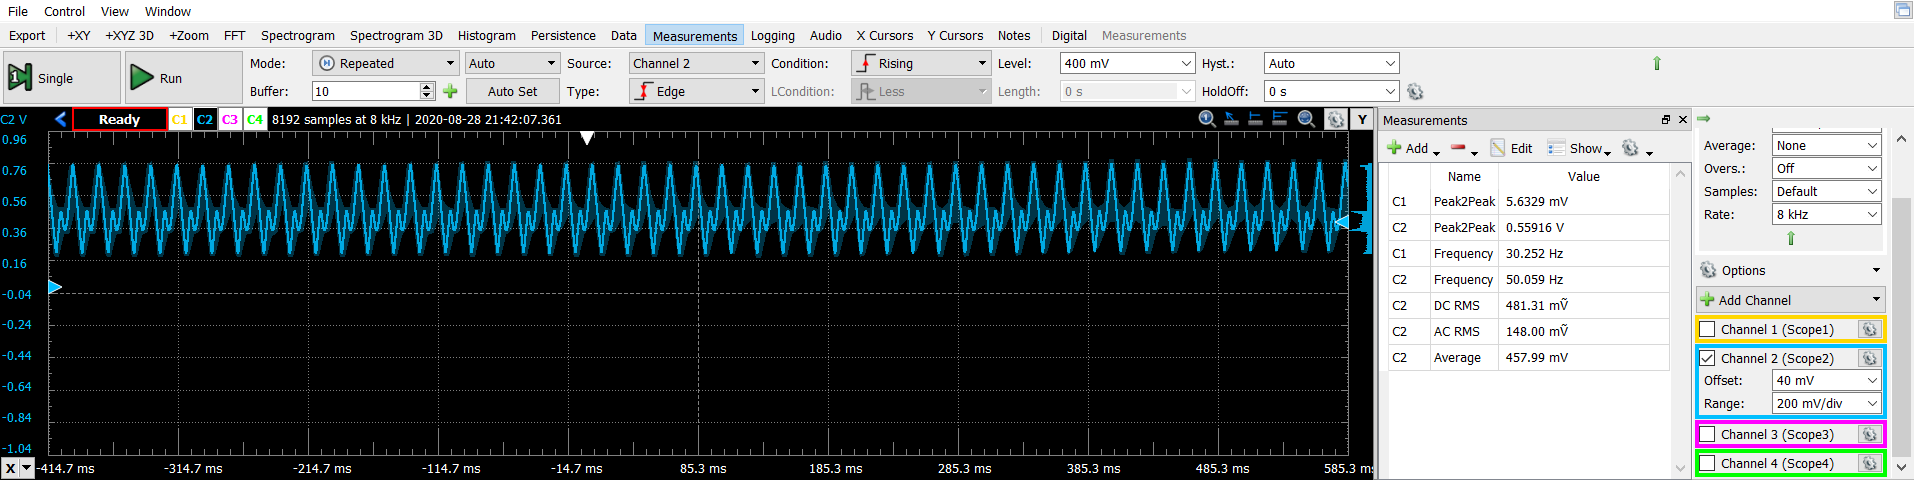 File Control View Window
Export +XY +XYZ 3D +Zoom FFT Spectrogram Spectrogram 3D Histogram Persistence Data Measurements Logging Audio X Cursors Y Cursors Notes Digital Measurements
1 Single Run Mode: Repeated Auto Source: Channel 2 Condition: Rising Level: 400 mV Hyst.: Auto
Buffer: 10 Auto Set Type: Edge LCondition: Less Length: 0 s HoldOff: 0 s
C2 V Ready C1 C2 C3 C4 8192 samples at 8 kHz | 2020-08-28 21:42:07.361 Y
0.96
0.76
0.56
0.36
0.16
-0.04
-0.24
-0.44
-0.64
-0.84
-1.04
X -414.7 ms -314.7 ms -214.7 ms -114.7 ms -14.7 ms 85.3 ms 185.3 ms 285.3 ms 385.3 ms 485.3 ms 585.3 ms
Measurements
Add Edit Show
Name Value
C1 Peak2Peak 5.6329 mV
C2 Peak2Peak 0.55916 V
C1 Frequency 30.252 Hz
C2 Frequency 50.059 Hz
C2 DC RMS 481.31 mṼ
C2 AC RMS 148.00 mṼ
C2 Average 457.99 mV
Average: None
Overs.: Off
Samples: Default
Rate: 8 kHz
Options
Add Channel
Channel 1 (Scope1)
Channel 2 (Scope2)
Offset: 40 mV
Range: 200 mV/div
Channel 3 (Scope3)
Channel 4 (Scope4)